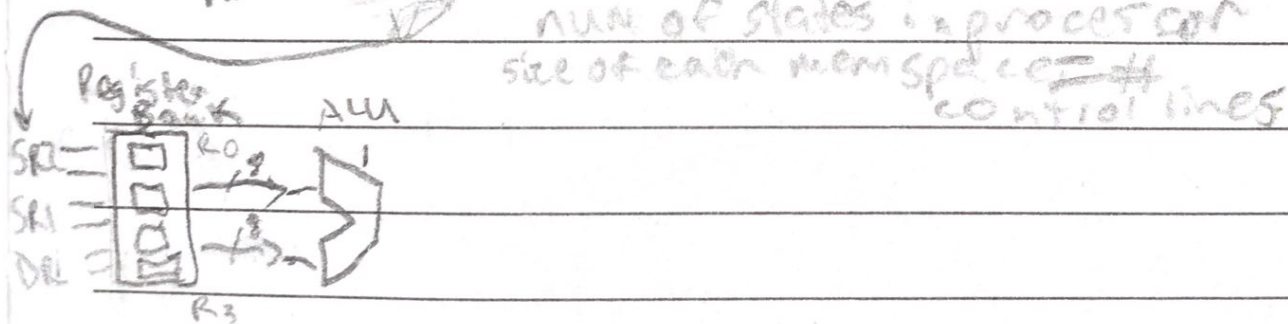 num of states in processor
size of each mem space = #
control lines
Register
Bank
ALU
SR2
R0
8
SR1
8
DR
R3